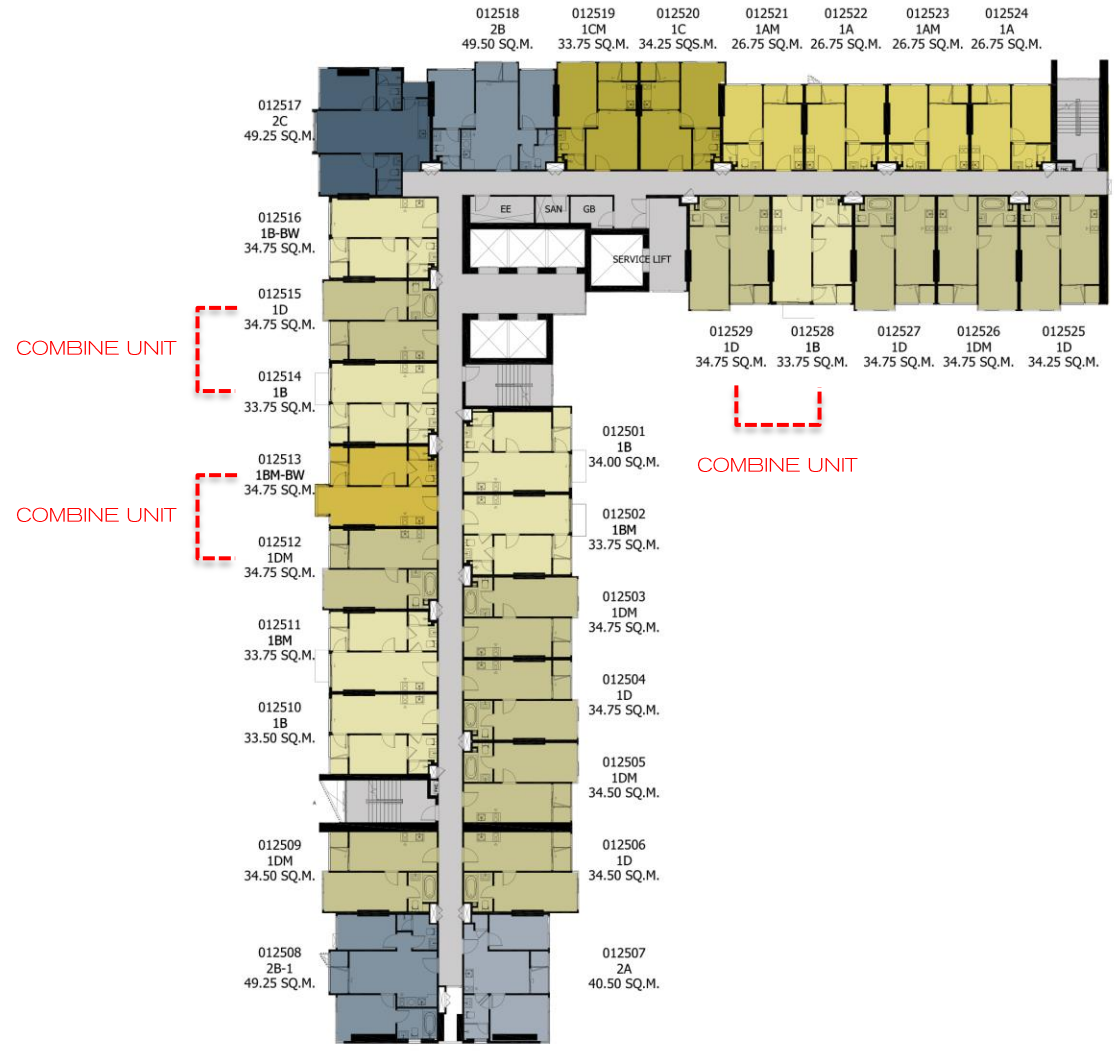 012518
2B
49.50 SQ.M.
012519
1CM
33.75 SQ.M.
012520
1C
34.25 SQS.M.
012521
1AM
26.75 SQ.M.
012522
1A
26.75 SQ.M.
012523
1AM
26.75 SQ.M.
012524
1A
26.75 SQ.M.
012517
2C
49.25 SQ.M.
EE
SAN
GB
SERVICE LIFT
012516
1B-BW
34.75 SQ.M.
012515
1D
34.75 SQ.M.
COMBINE UNIT
012514
1B
33.75 SQ.M.
012513
1BM-BW
34.75 SQ.M.
COMBINE UNIT
012512
1DM
34.75 SQ.M.
012511
1BM
33.75 SQ.M.
012510
1B
33.50 SQ.M.
012509
1DM
34.50 SQ.M.
012508
2B-1
49.25 SQ.M.
012529
1D
34.75 SQ.M.
012528
1B
33.75 SQ.M.
012527
1D
34.75 SQ.M.
012526
1DM
34.75 SQ.M.
012525
1D
34.25 SQ.M.
COMBINE UNIT
012501
1B
34.00 SQ.M.
012502
1BM
33.75 SQ.M.
012503
1DM
34.75 SQ.M.
012504
1D
34.75 SQ.M.
012505
1DM
34.50 SQ.M.
012506
1D
34.50 SQ.M.
012507
2A
40.50 SQ.M.